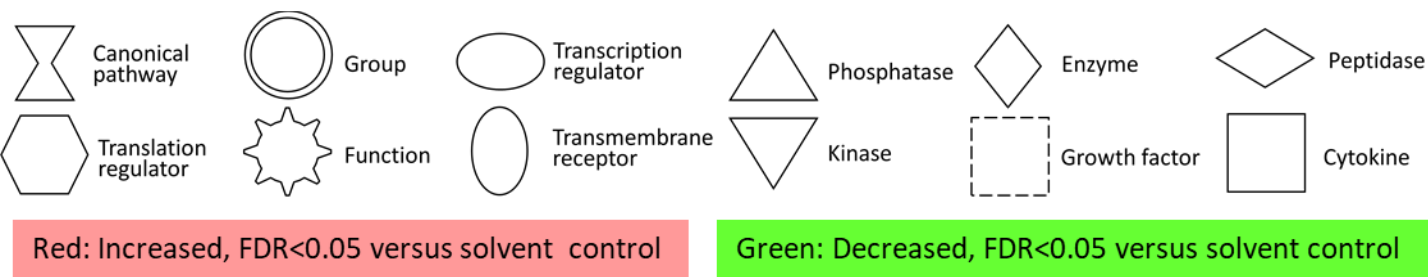 Canonical
pathway
Group
Transcription
regulator
Phosphatase
Enzyme
Peptidase
Translation
regulator
Function
Transmembrane
receptor
Kinase
Growth factor
Cytokine
Red: Increased, FDR<0.05 versus solvent  control
Green: Decreased, FDR<0.05 versus solvent control